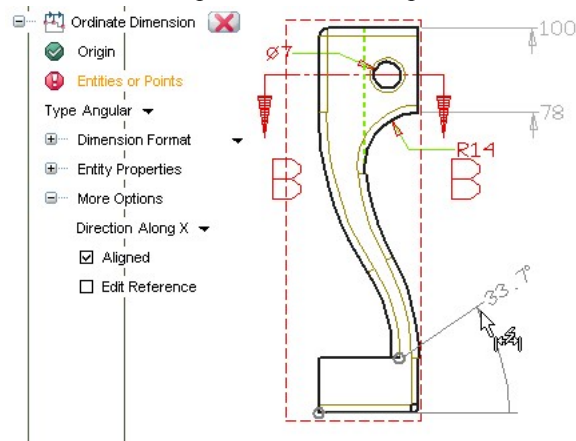 Ordinate Dimension
Origin
Entities or Points
Type Angular
Dimension Format
Entity Properties
More Options
Direction Along X
Aligned
Edit Reference
100
Ø7
78
R14
B
B
-33.7°